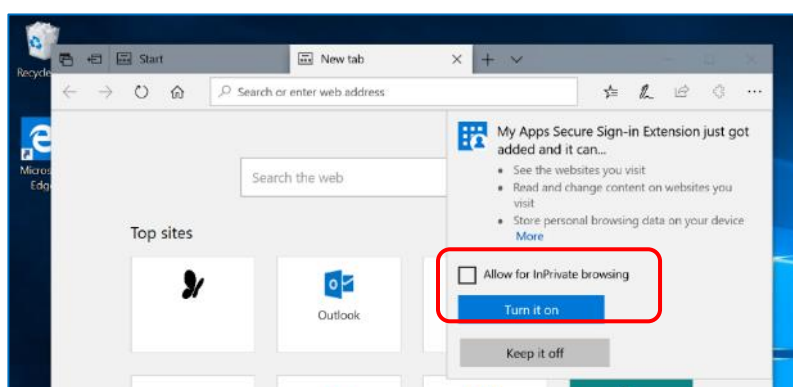 Recycle
Start
New tab
Search or enter web address
My Apps Secure Sign-in Extension just got
added and it can...
See the websites you visit
Read and change content on websites you
visit
Store personal browsing data on your device
More
Micros
Edg
Search the web
Top sites
Allow for InPrivate browsing
Outlook
Turn it on
Keep it off